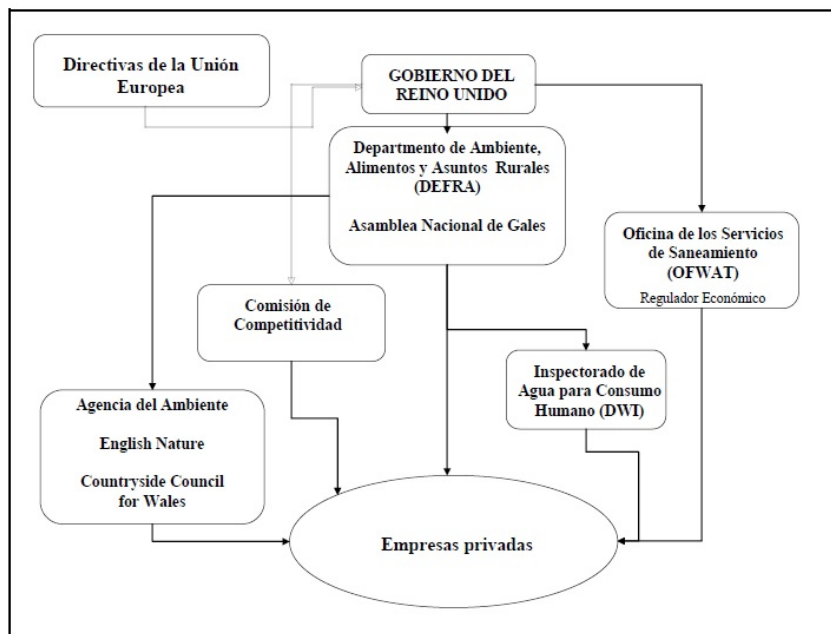 Directivas de la Unión
Europea
GOBIERNO DEL
REINO UNIDO
Departmento de Ambiente,
Alimentos y Asuntos Rurales
(DEFRA)
Asamblea Nacional de Gales
Oficina de los Servicios
de Saneamiento
(OFWAT)
Regulador Económico
Comisión de
Competitividad
Inspectorado de
Agua para Consumo
Humano (DWI)
Agencia del Ambiente
English Nature
Countryside Council
for Wales
Empresas privadas